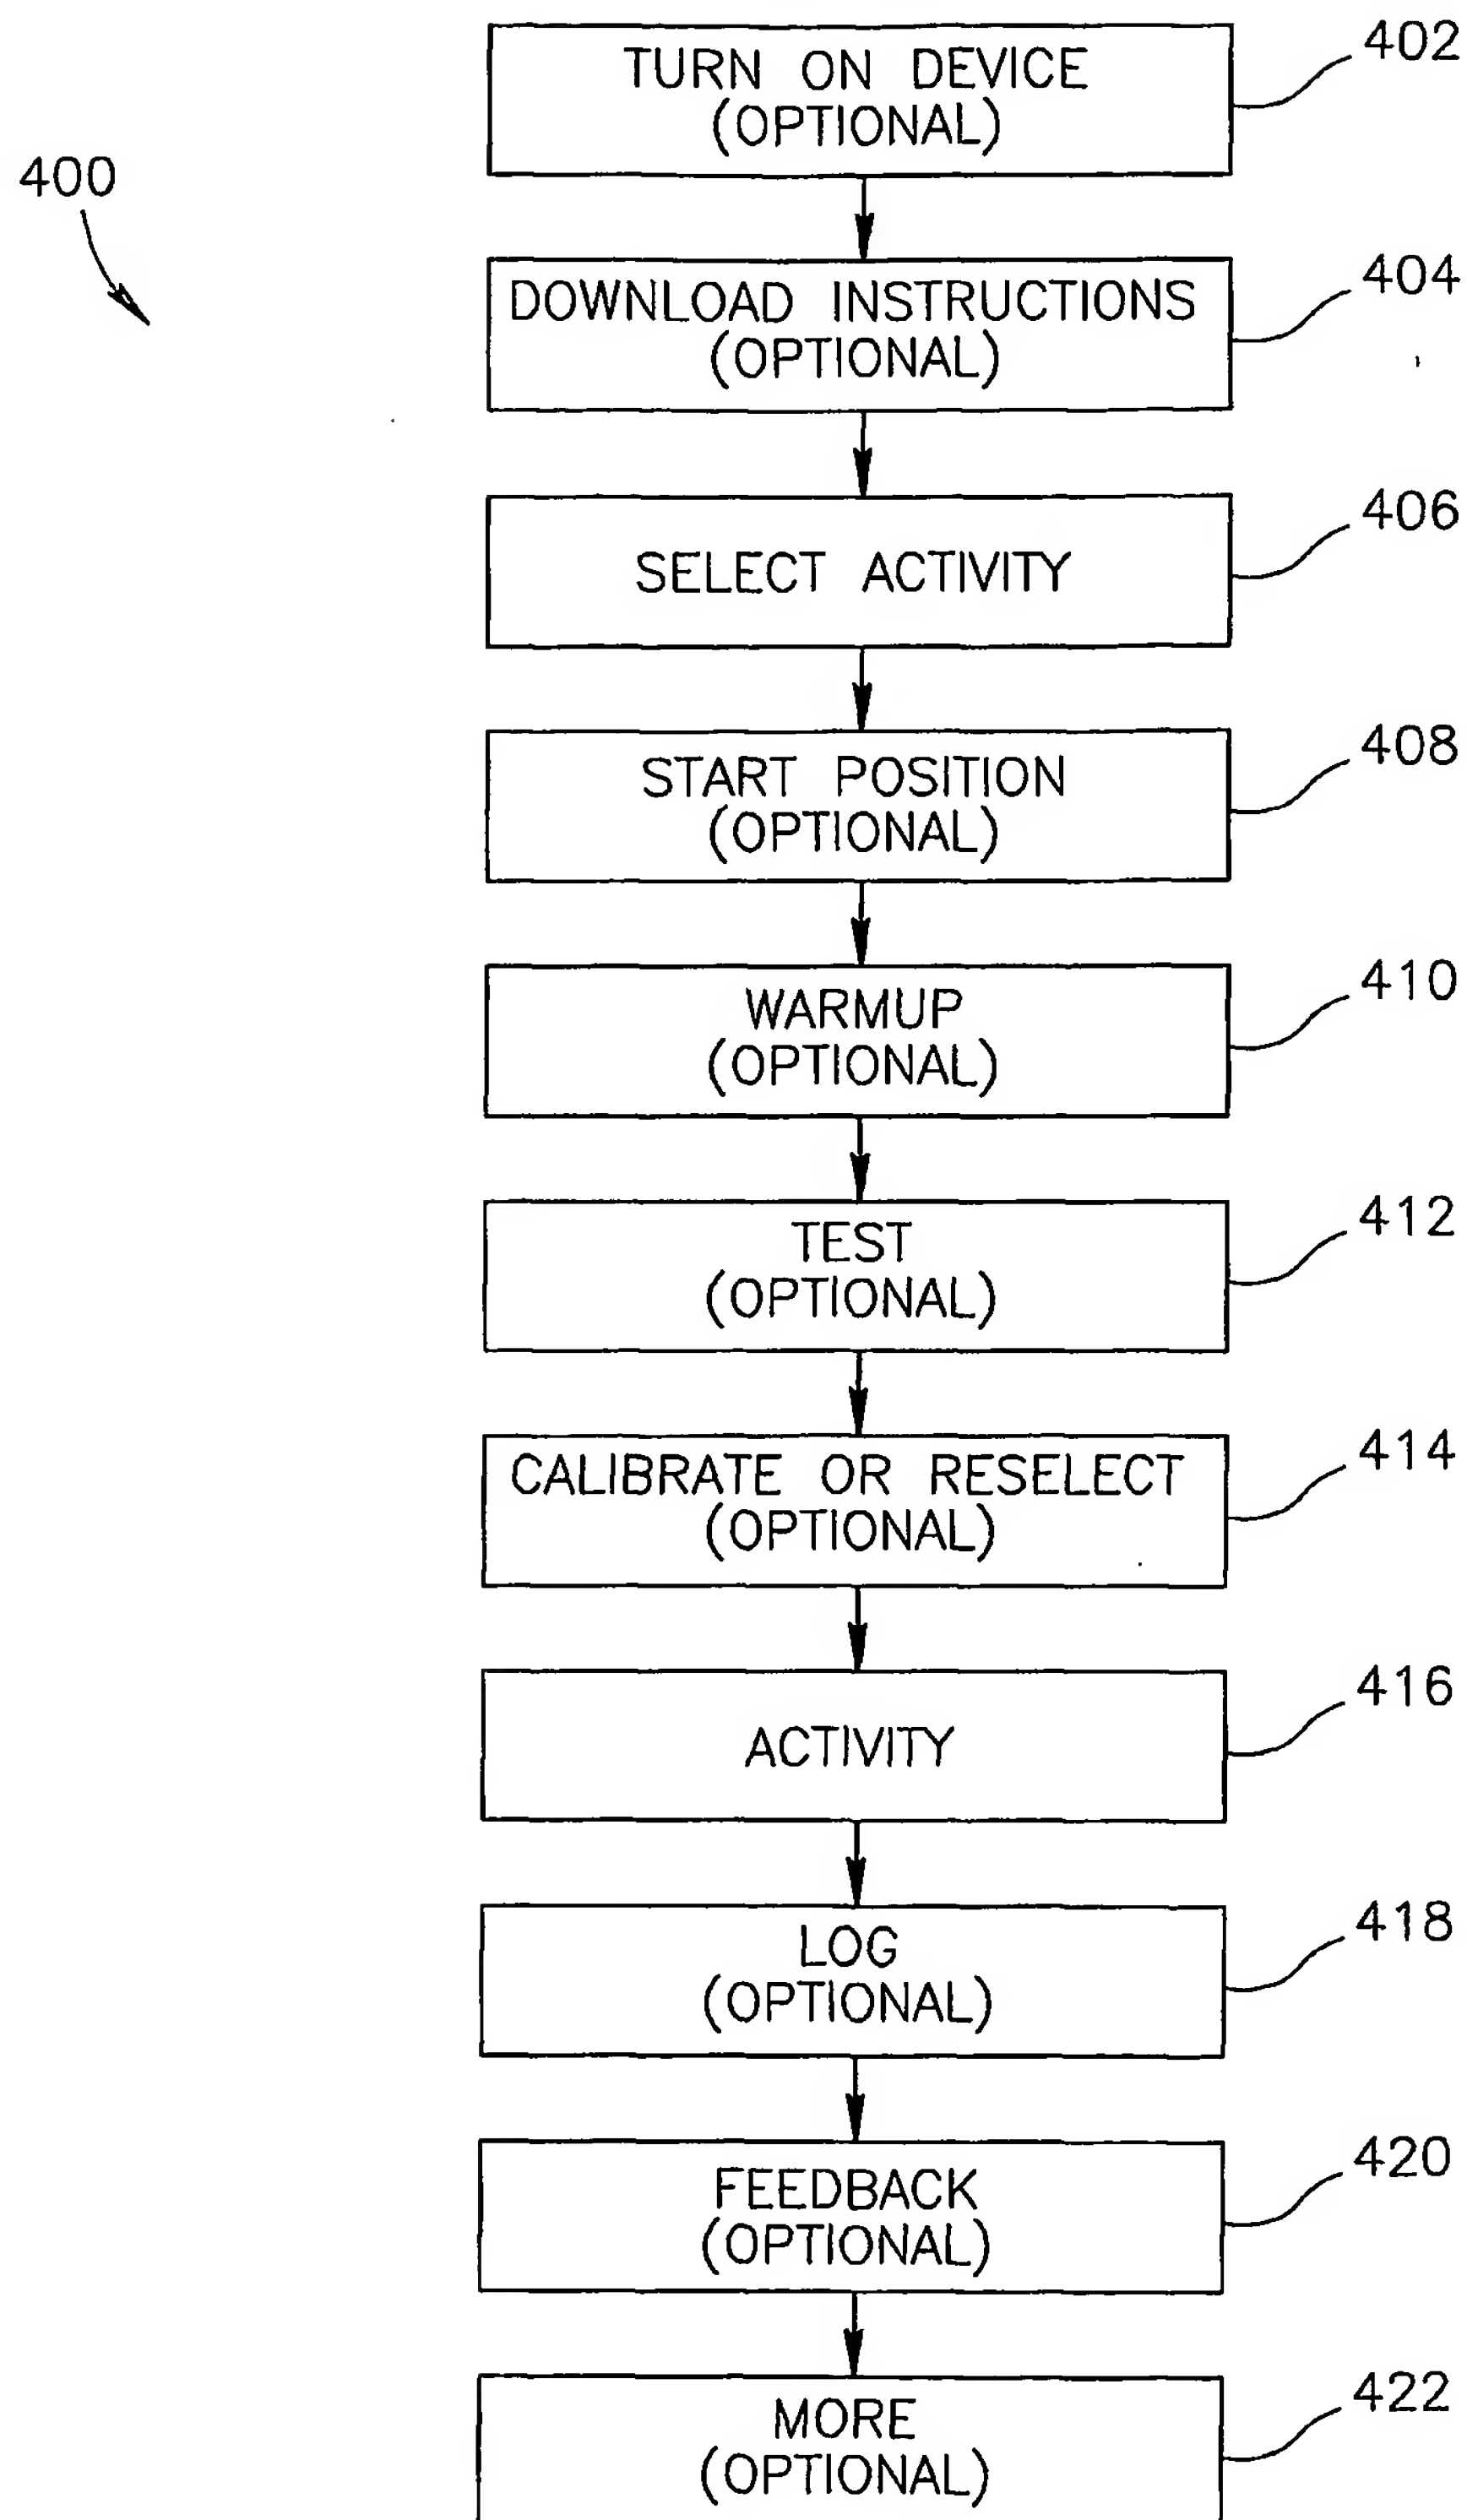 402
TURN ON DEVICE
(OPTIONAL)
400
404
DOWNLOAD INSTRUCTIONS
(OPTIONAL)
406
SELECT ACTIVITY
408
START POSITION
(OPTIONAL)
410
WARMUP
(OPTIONAL)
412
TEST
(OPTIONAL)
414
CALIBRATE OR RESELECT
(OPTIONAL)
416
ACTIVITY
418
LOG
(OPTIONAL)
420
FEEDBACK
(OPTIONAL)
422
MORE
(OPTIONAL)